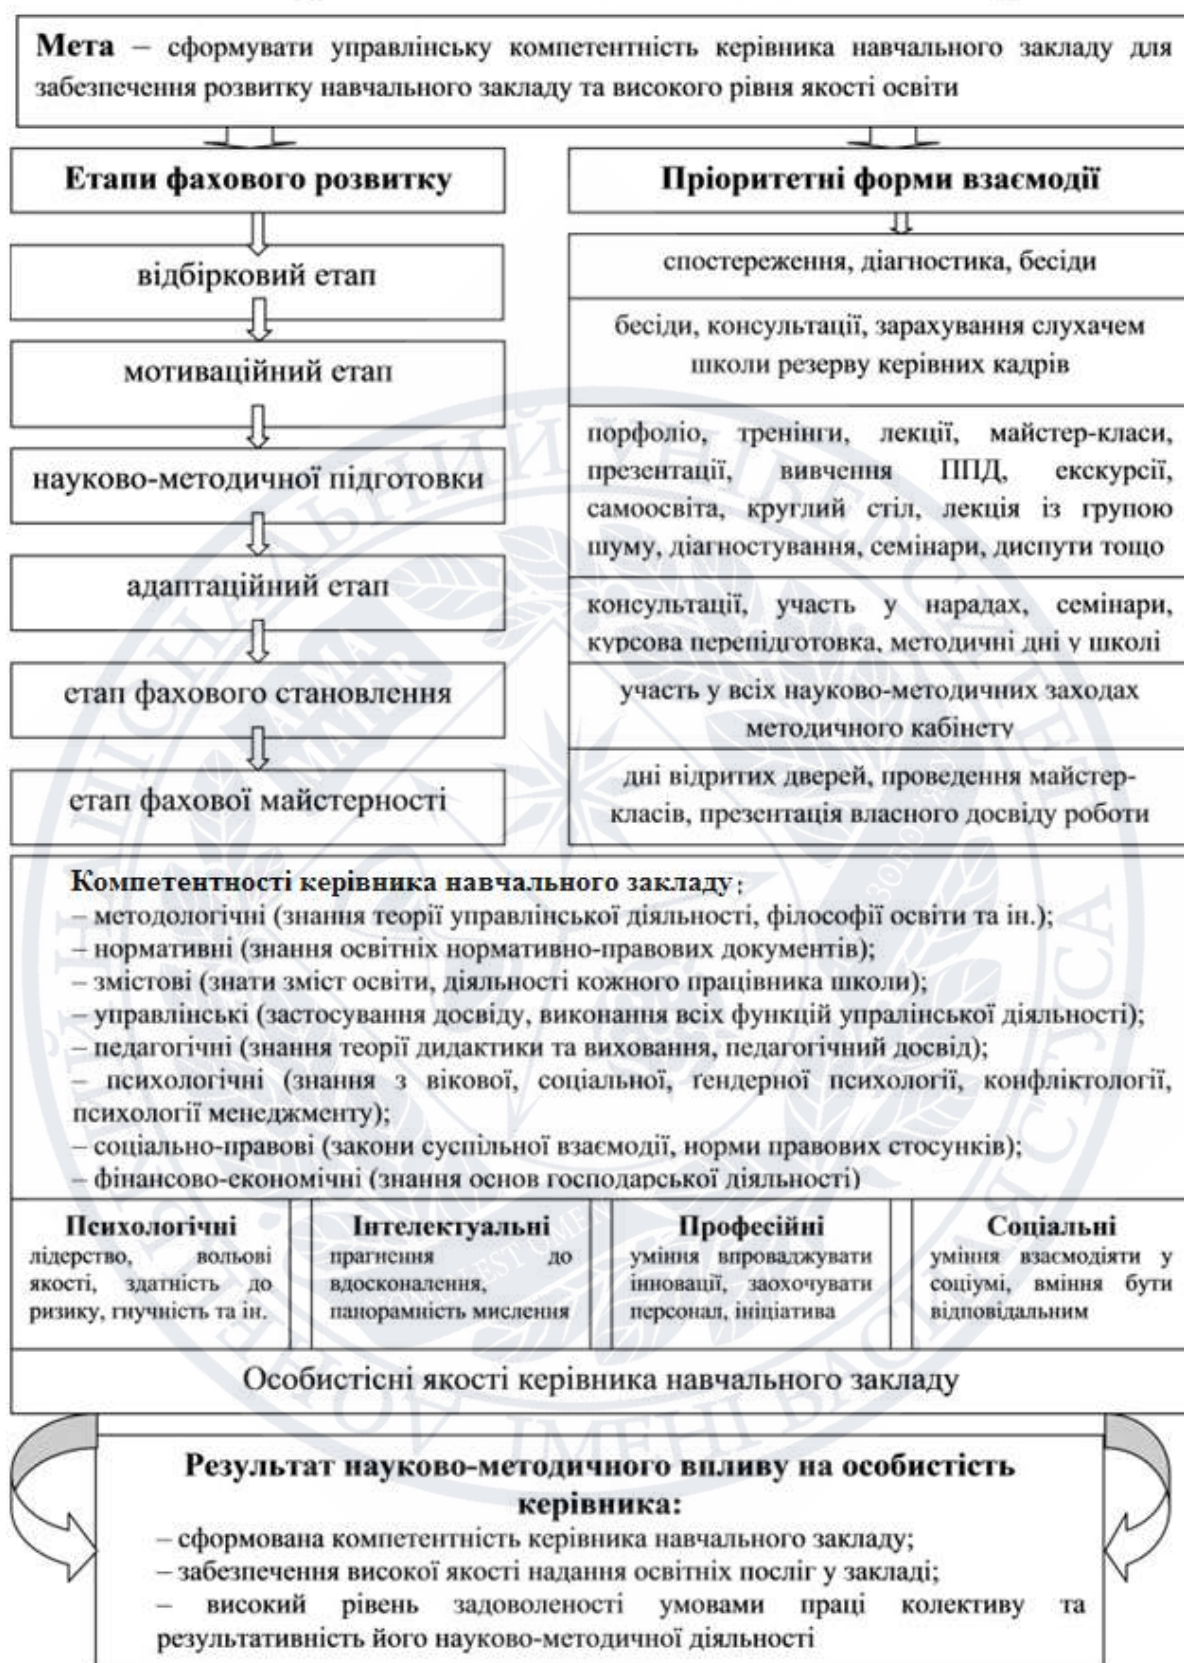 Мета – сформувати управлінську компетентність керівника навчального закладу для
забезпечення розвитку навчального закладу та високого рівня якості освіти
Етапи фахового розвитку
відбірковий етап
мотиваційний етап
науково-методичної підготовки
адаптаційний етап
етап фахового становлення
етап фахової майстерності
Пріоритетні форми взаємодії
спостереження, діагностика, бесіди
бесіди, консультації, зарахування слухачем
школи резерву керівних кадрів
порфоліо, тренінги, лекції, майстер-класи,
презентації, вивчення ППД, екскурсії,
самоосвіта, круглий стіл, лекція із групою
шуму, діагностування, семінари, диспути тощо
консультації, участь у нарадах, семінари,
курсова перепідготовка, методичні дні у школі
участь у всіх науково-методичних заходах
методичного кабінету
дні відритих дверей, проведення майстер-
класів, презентація власного досвіду роботи
Компетентності керівника навчального закладу:
– методологічні (знання теорії управлінської діяльності, філософії освіти та ін.);
– нормативні (знання освітніх нормативно-правових документів);
– змістові (знати зміст освіти, діяльності кожного працівника школи);
– управлінські (застосування досвіду, виконання всіх функцій упралінської діяльності);
– педагогічні (знання теорії дидактики та виховання, педагогічний досвід);
– психологічні (знання з вікової, соціальної, ґендерної психології, конфліктології,
психології менеджменту);
– соціально-правові (закони суспільної взаємодії, норми правових стосунків);
– фінансово-економічні (знання основ господарської діяльності)
Психологічні
лідерство, вольові
якості, здатність до
ризику, гнучність та ін.
Інтелектуальні
прагнення до
вдосконалення,
панорамність мислення
Професійні
уміння впроваджувати
інновації, заохочувати
персонал, ініціатива
Соціальні
уміння взаємодіяти у
соціумі, вміння бути
відповідальним
Особистісні якості керівника навчального закладу
Результат науково-методичного впливу на особистість
керівника:
– сформована компетентність керівника навчального закладу;
– забезпечення високої якості надання освітніх посліг у закладі;
– високий рівень задоволеності умовами праці колективу та
результативність його науково-методичної діяльності